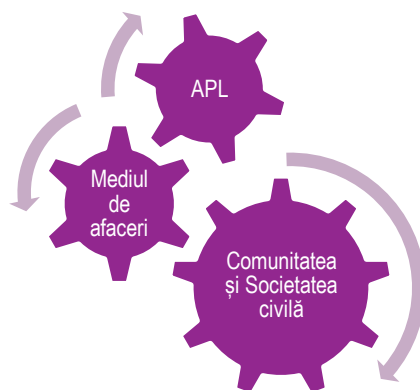 APL
Mediul
de
afaceri
Comunitatea
și Societatea
civilă